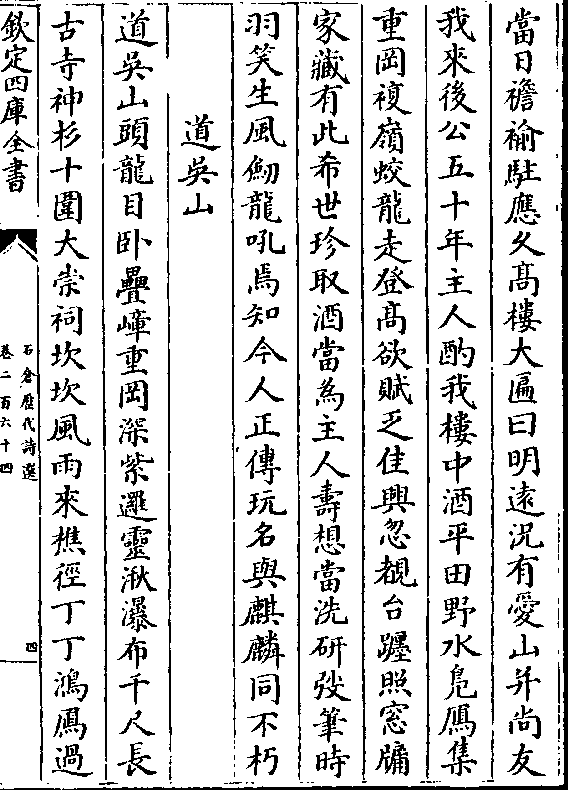 當日襜褕駐應久高樓大匾曰明遠況有愛山并尚友
我來後公五十年主人酌我樓中酒平田野水鳬鴈集
重岡複嶺蛟龍走登高欲賦乏佳興忽覩台躔照窓牖
家藏有此希世珍取酒當為主人壽想當洗研發筆時
羽笑生風劒龍吼焉知今人正傳玩名與麒麟同不朽
道吳山
道吳山頭龍目卧疊嶂重岡深紫邏靈湫瀑布千尺長
古寺神杉十圍大崇祠坎坎風雨來樵徑丁丁鴻鴈過
欽定四庫全書
石倉歷代詩選
卷二百六十四
四